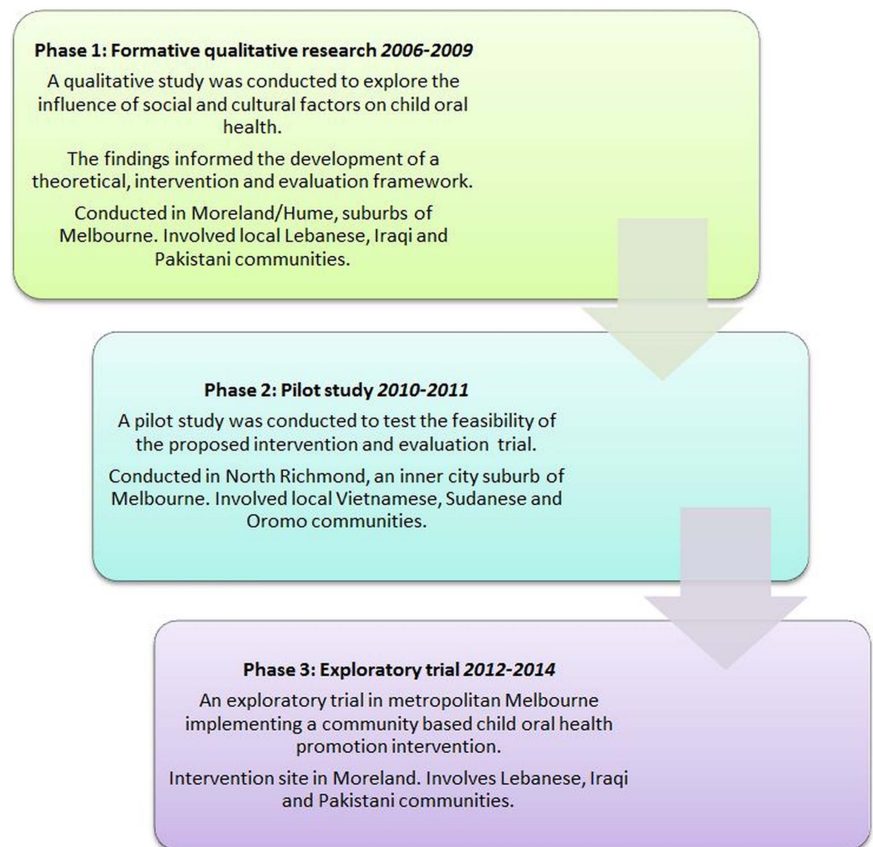 Phase 1: Formative qualitative research 2006-2009
A qualitative study was conducted to explore the
influence of social and cultural factors on child oral
health.
The findings informed the development of a
theoretical, intervention and evaluation framework.
Conducted in Moreland/Hume, suburbs of
Melbourne. Involved local Lebanese, Iraqi and
Pakistani communities.
Phase 2: Pilot study 2010-2011
A pilot study was conducted to test the feasibility of
the proposed intervention and evaluation trial.
Conducted in North Richmond, an inner city suburb of
Melbourne. Involved local Vietnamese, Sudanese and
Oromo communities.
Phase 3: Exploratory trial 2012-2014
An exploratory trial in metropolitan Melbourne
implementing a community based child oral health
promotion intervention.
Intervention site in Moreland. Involves Lebanese, Iraqi
and Pakistani communities.